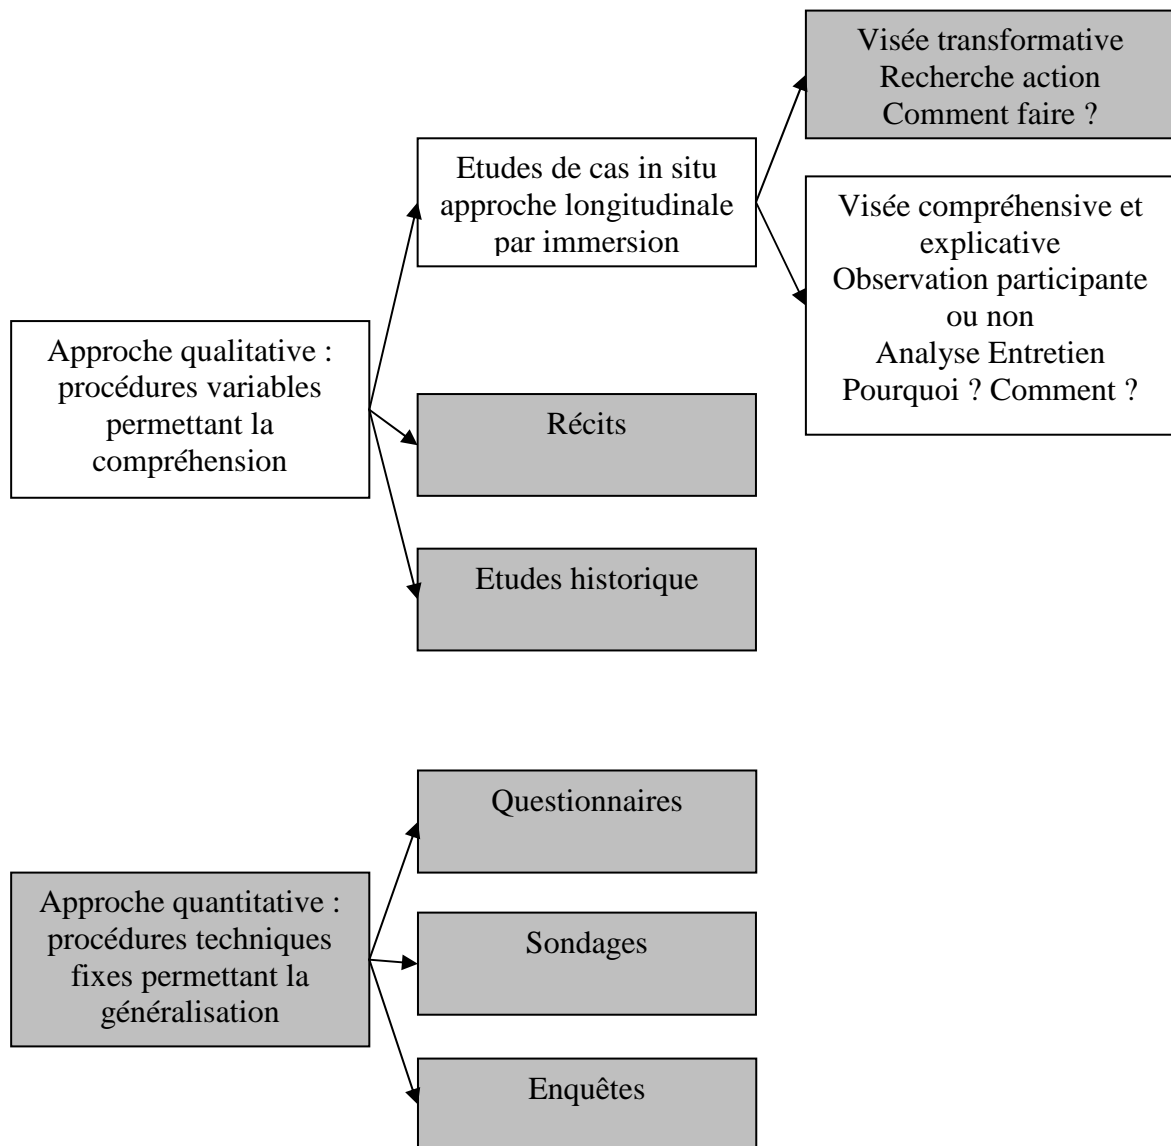 Visée transformative
Recherche action
Comment faire ?
Etudes de cas in situ
approche longitudinale
par immersion
Visée compréhensive et
explicative
Observation participante
ou non
Analyse Entretien
Pourquoi ? Comment ?
Approche qualitative :
procédures variables
permettant la
compréhension
Récits
Etudes historique
Questionnaires
Approche quantitative :
procédures techniques
fixes permettant la
généralisation
Sondages
Enquêtes